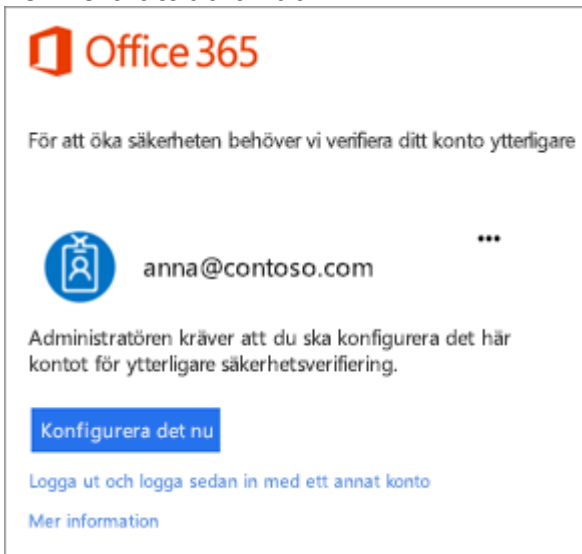 Office 365
För att öka säkerheten behöver vi verifiera ditt konto ytterligare
anna@contoso.com
Administratören kräver att du ska konfigurera det här
kontot för ytterligare säkerhetsverifiering.
Konfigurera det nu
Logga ut och logga sedan in med ett annat konto
Mer information